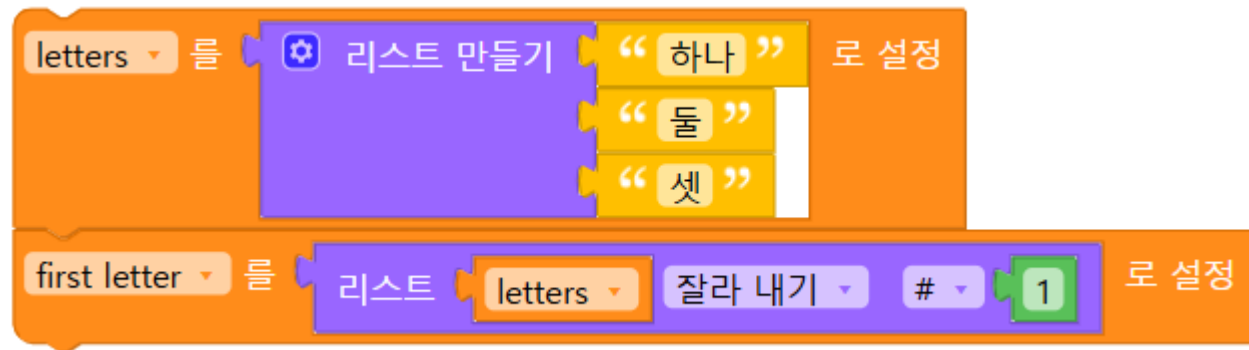 letters 를 리스트 만들기 “ 하나 ” 로 설정
“ 둘 ”
“ 셋 ”
first letter 를 리스트 letters 잘라 내기 # 1 로 설정